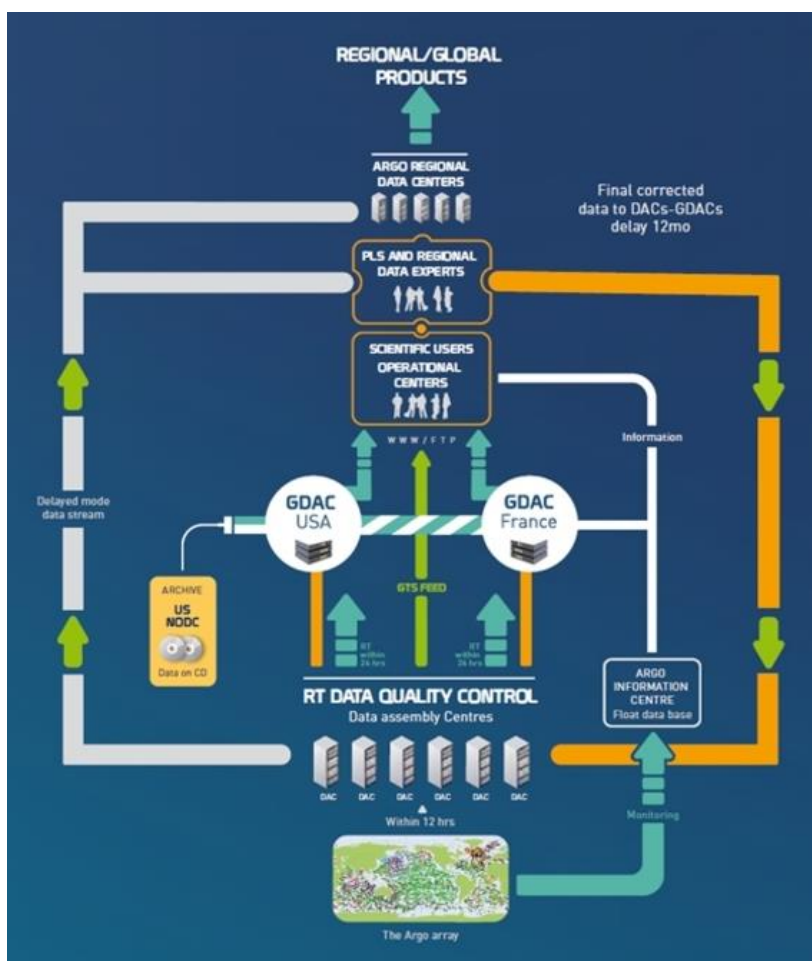 REGIONAL/GLOBAL
PRODUCTS
ARGO REGIONAL
DATA CENTERS
Final corrected
data to DACs-GDACs
delay 12mo
PLS AND REGIONAL
DATA EXPERTS
SCIENTIFIC USERS
OPERATIONAL
CENTERS
WWW/FTP
Information
Delayed mode
data stream
GDAC
USA
GDAC
France
GTS FEED
ARCHIVE
US
NODC
Data on CD
RT
within
24 hrs
RT
within
24 hrs
RT DATA QUALITY CONTROL
Data assembly Centres
ARGO
INFORMATION
CENTRE
Float data base
DAC DAC DAC DAC DAC DAC
Within 12 hrs
Monitoring
The Argo array